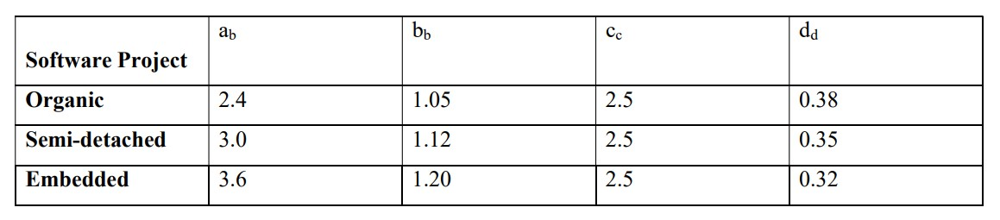 Software Project a_b b_b c_c d_d
Organic 2.4 1.05 2.5 0.38
Semi-detached 3.0 1.12 2.5 0.35
Embedded 3.6 1.20 2.5 0.32